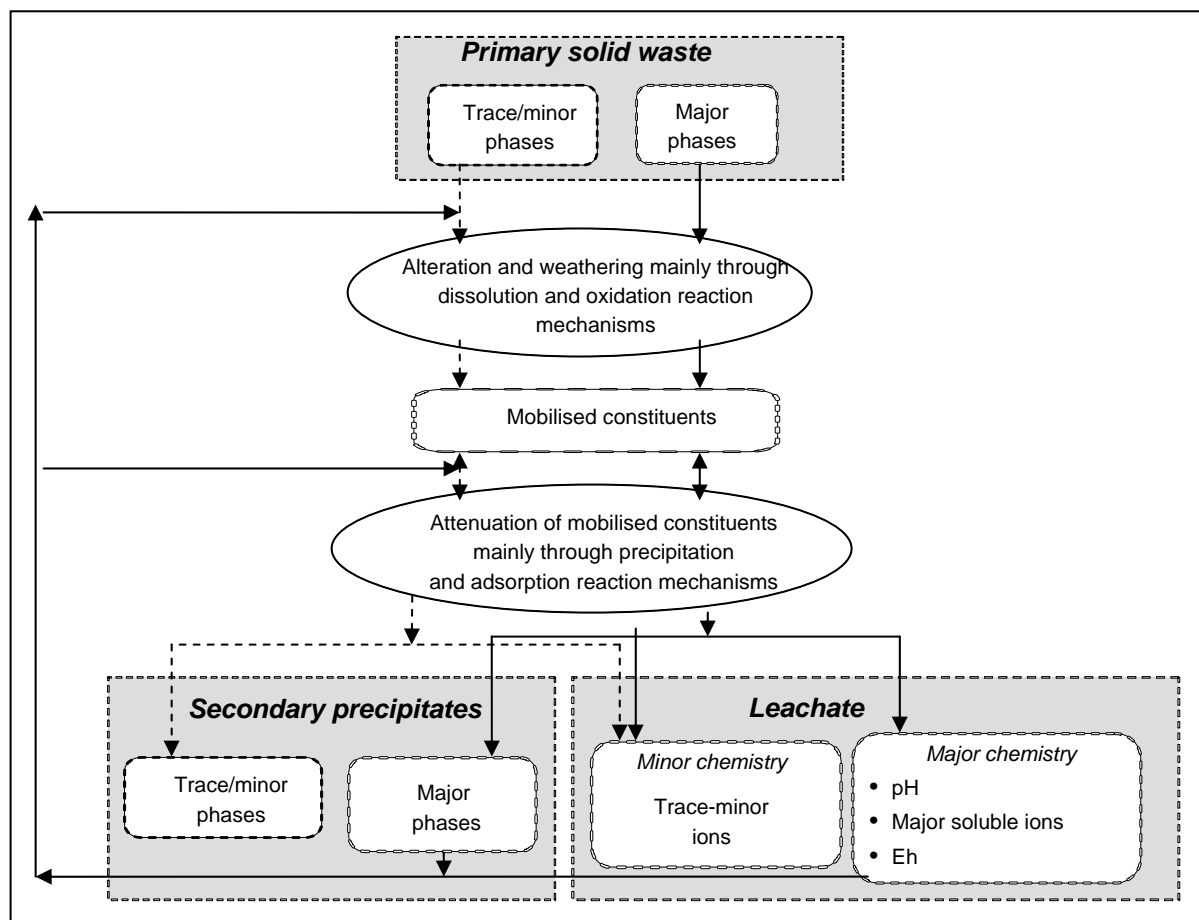 Primary solid waste
Trace/minor
phases
Major
phases
Alteration and weathering mainly through
dissolution and oxidation reaction
mechanisms
Mobilised constituents
Attenuation of mobilised constituents
mainly through precipitation
and adsorption reaction mechanisms
Secondary precipitates
Trace/minor
phases
Major
phases
Leachate
Minor chemistry
Trace-minor
ions
Major chemistry
• pH
• Major soluble ions
• Eh